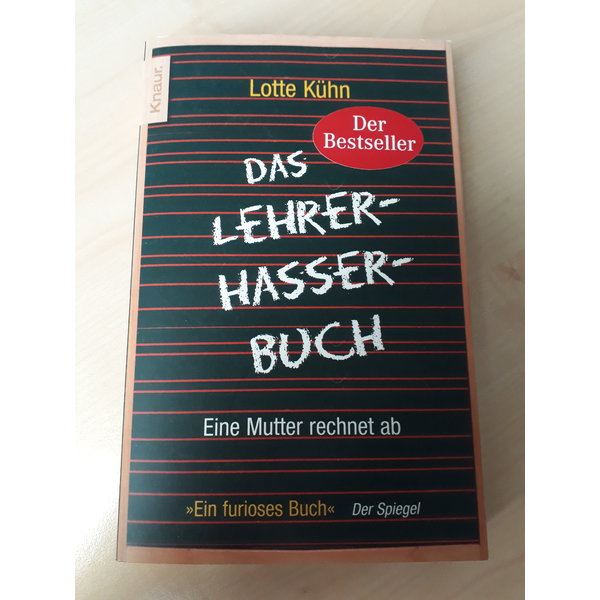 Knaur.
Lotte Kühn
Der
Bestseller
DAS
LEHRER-
HASSER-
BUCH
Eine Mutter rechnet ab
»Ein furioses Buch« Der Spiegel